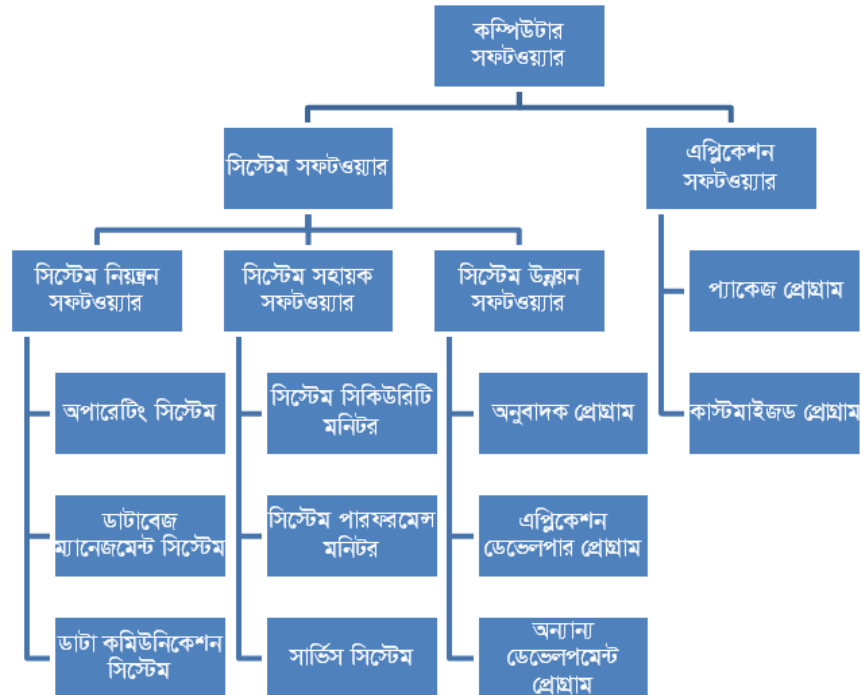 কম্পিউটার
সফটওয়্যার
সিস্টেম সফটওয়্যার
এপ্লিকেশন
সফটওয়্যার
সিস্টেম নিয়ন্ত্রন
সফটওয়্যার
সিস্টেম সহায়ক
সফটওয়্যার
সিস্টেম উন্নয়ন
সফটওয়্যার
প্যাকেজ প্রোগ্রাম
অপারেটিং সিস্টেম
সিস্টেম সিকিউরিটি
মনিটর
অনুবাদক প্রোগ্রাম
কাস্টমাইজড প্রোগ্রাম
ডাটাবেজ
ম্যানেজমেন্ট সিস্টেম
সিস্টেম পারফরমেন্স
মনিটর
এপ্লিকেশন
ডেভেলপার প্রোগ্রাম
ডাটা কমিউনিকেশন
সিস্টেম
সার্ভিস সিস্টেম
অন্যান্য
ডেভেলপমেন্ট
প্রোগ্রাম